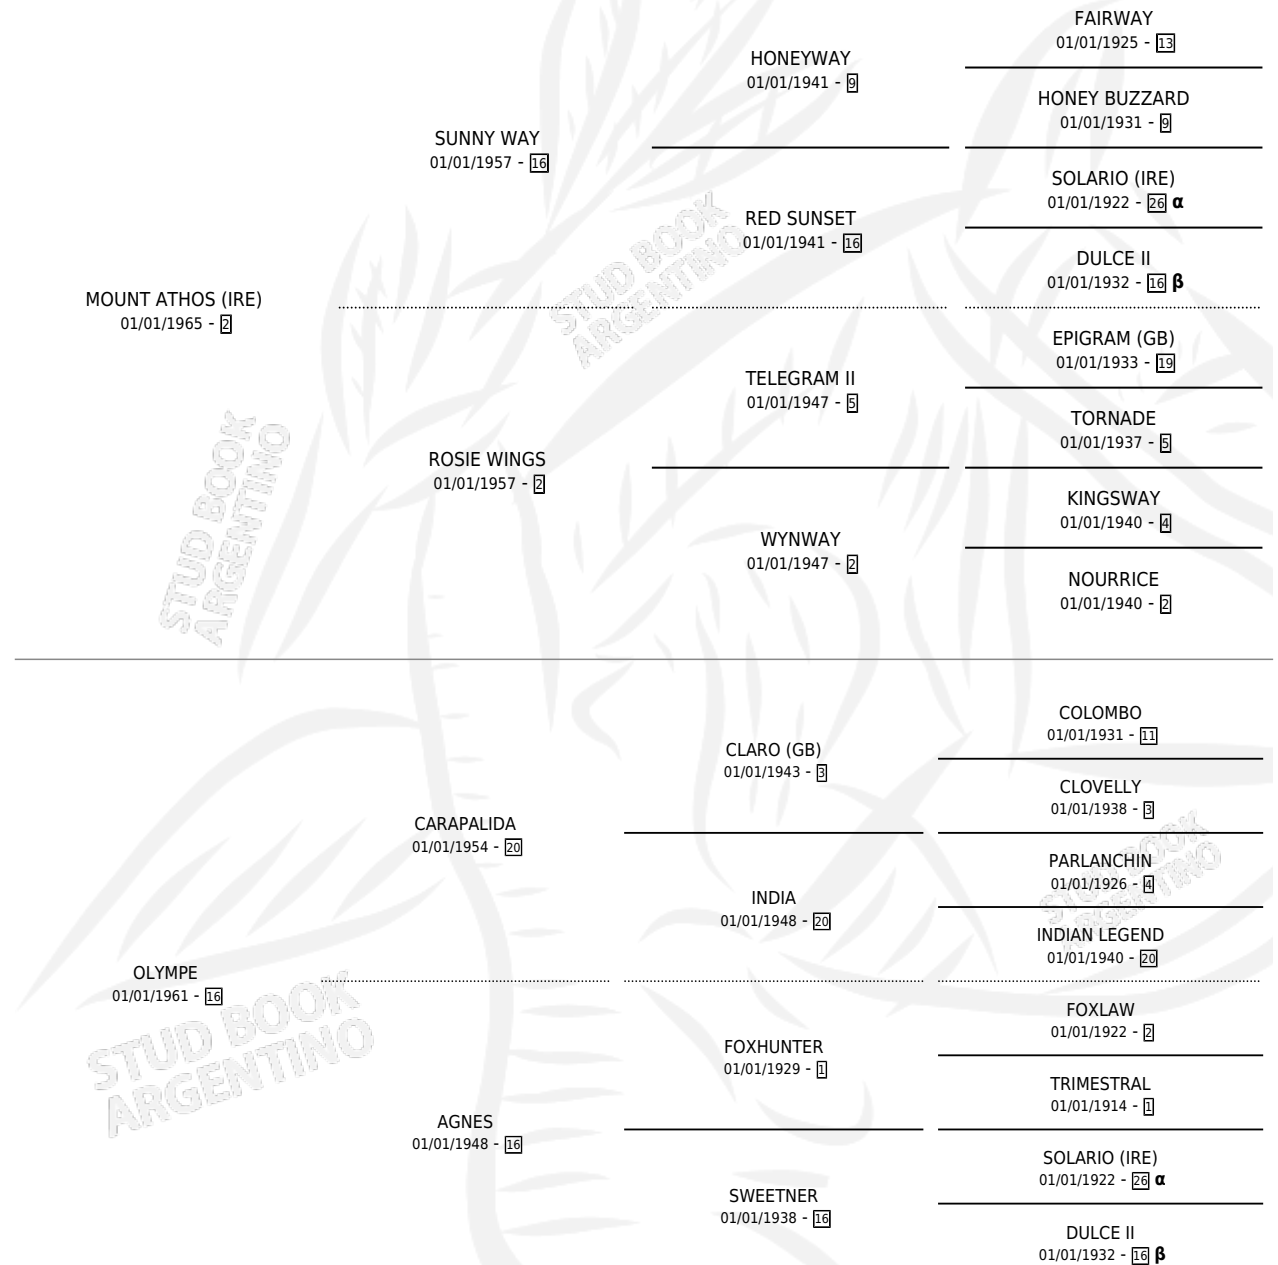 FAIRWAY
01/01/1925 - 13
HONEYWAY
01/01/1941 - 9
HONEY BUZZARD
01/01/1931 - 9
SUNNY WAY
01/01/1957 - 16
SOLARIO (IRE)
01/01/1922 - 26 α
RED SUNSET
01/01/1941 - 16
DULCE II
01/01/1932 - 16 β
MOUNT ATHOS (IRE)
01/01/1965 - 2
EPIGRAM (GB)
01/01/1933 - 19
TELEGRAM II
01/01/1947 - 5
TORNADE
01/01/1937 - 5
ROSIE WINGS
01/01/1957 - 2
KINGSWAY
01/01/1940 - 4
WYNWAY
01/01/1947 - 2
NOURRICE
01/01/1940 - 2
COLOMBO
01/01/1931 - 11
CLARO (GB)
01/01/1943 - 3
CLOVELLY
01/01/1938 - 3
CARAPALIDA
01/01/1954 - 20
PARLANCHIN
01/01/1926 - 4
INDIA
01/01/1948 - 20
INDIAN LEGEND
01/01/1940 - 20
OLYMPE
01/01/1961 - 16
FOXLAW
01/01/1922 - 2
FOXHUNTER
01/01/1929 - 1
TRIMESTRAL
01/01/1914 - 1
AGNES
01/01/1948 - 16
SOLARIO (IRE)
01/01/1922 - 26 α
SWEETNER
01/01/1938 - 16
DULCE II
01/01/1932 - 16 β
STUD BOOK
ARGENTINO
STUD BOOK
ARGENTINO
STUD BOOK
ARGENTINO
STUD BOOK
ARGENTINO